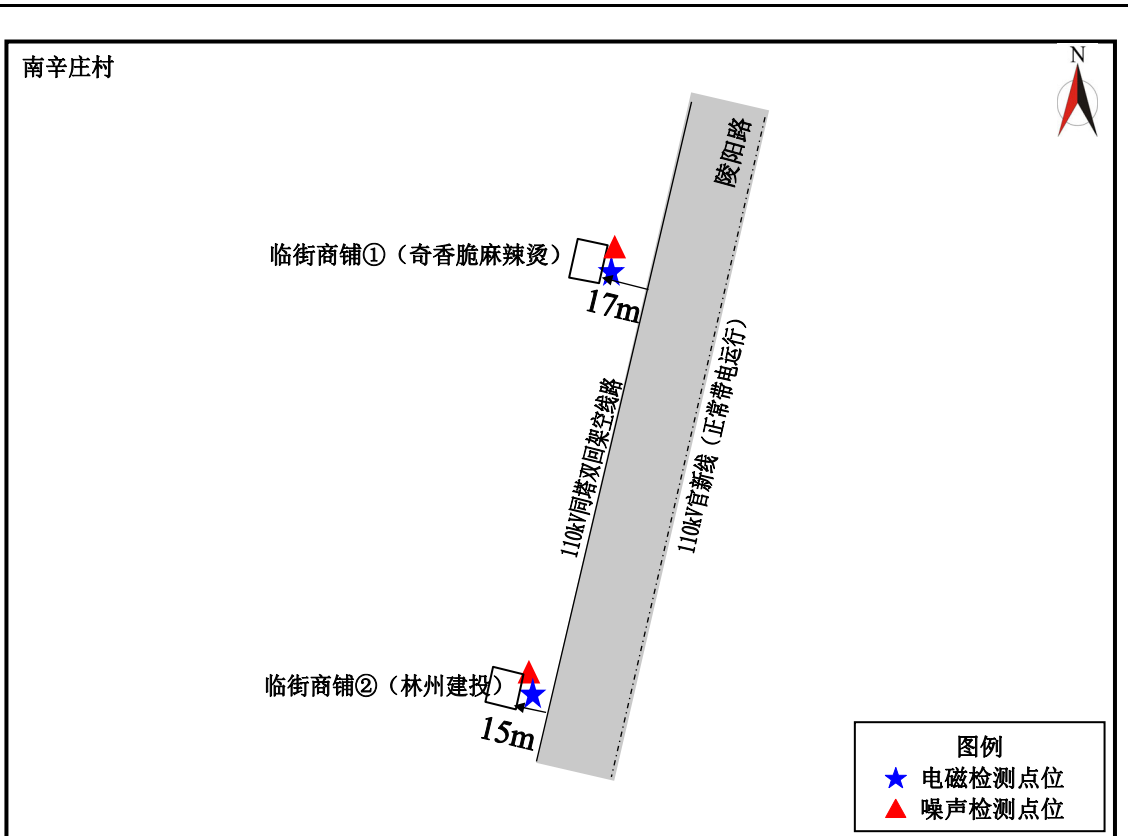 南辛庄村
N
陵阳路
临街商铺①（奇香脆麻辣烫）
17m
110kV同塔双回架空线路
110kV官新线（正常带电运行）
临街商铺②（林州建投）
15m
图例
电磁检测点位
噪声检测点位